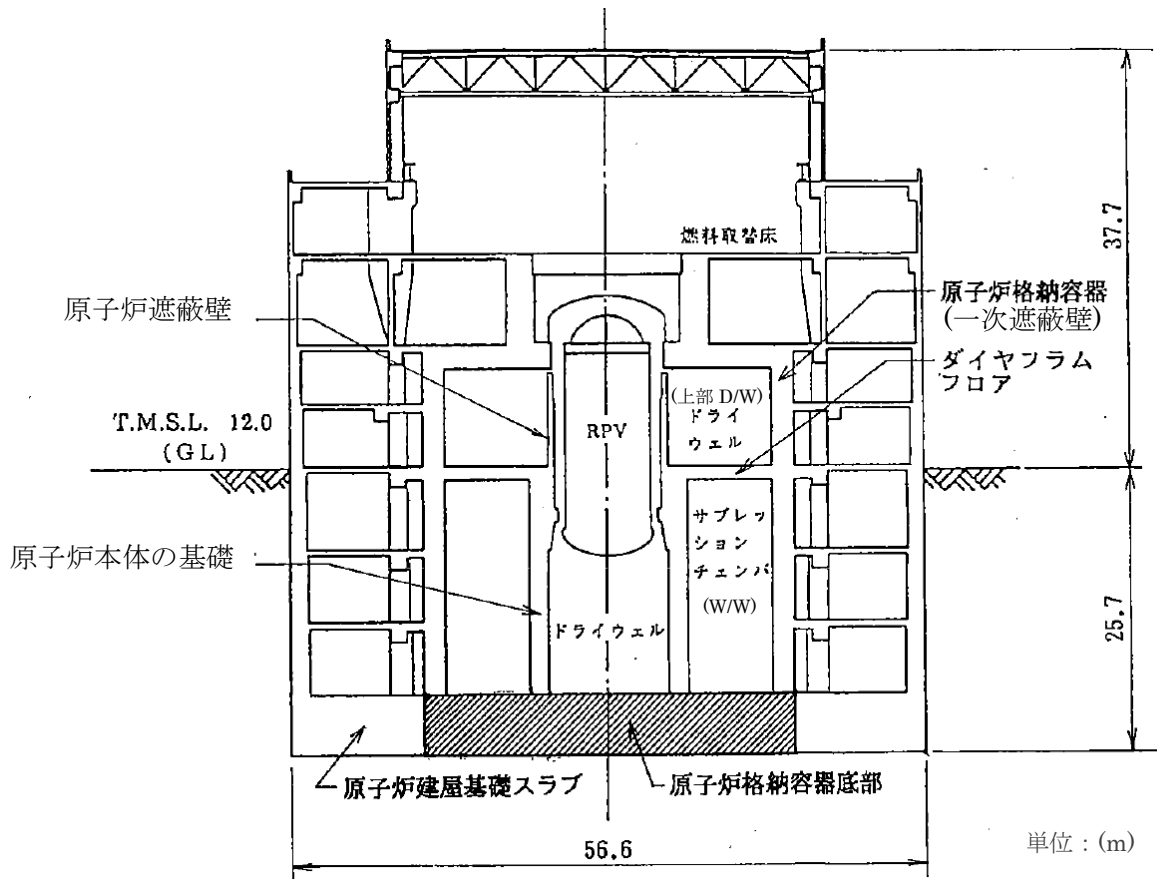 燃料取替床
37.7
原子炉遮蔽壁
原子炉格納容器
(一次遮蔽壁)
ダイヤフラム
フロア
(上部 D/W)
ドライ
ウェル
RPV
T.M.S.L. 12.0
(GL)
サプレッ
ション
チェンバ
(W/W)
原子炉本体の基礎
ドライウェル
25.7
原子炉建屋基礎スラブ
原子炉格納容器底部
56.6
単位：(m)